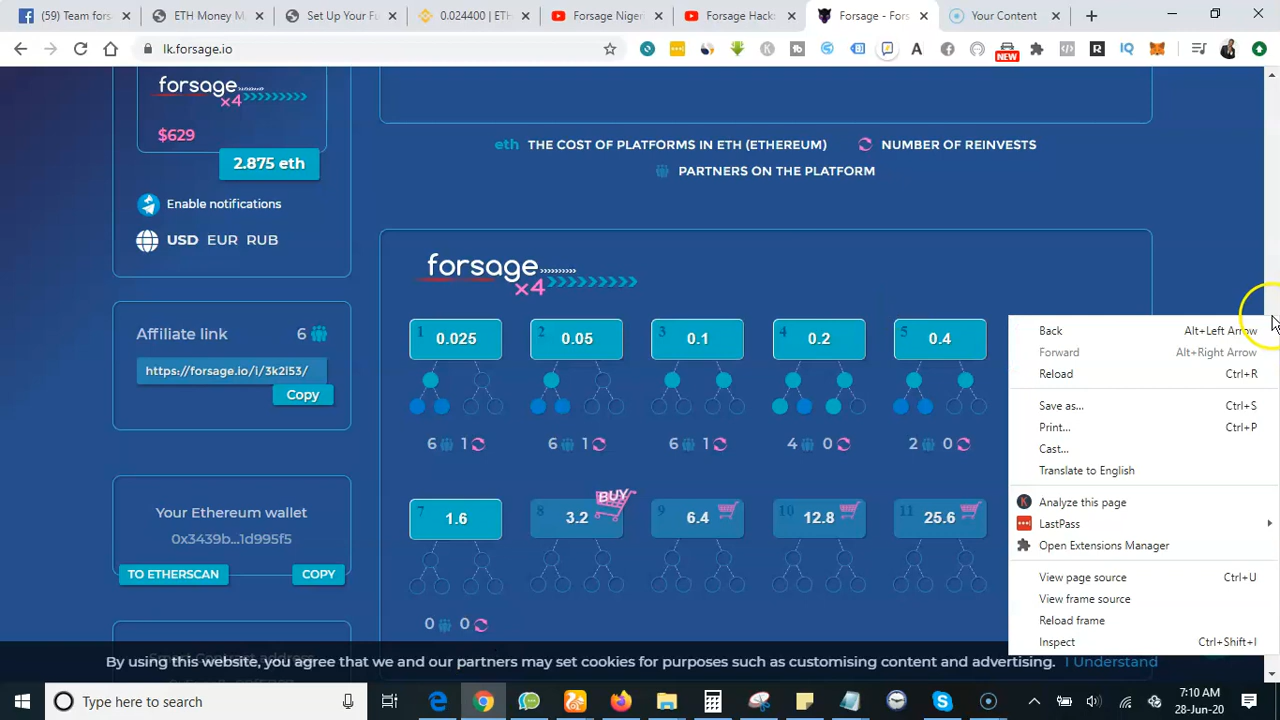 (59) Team forsa
ETH Money M
Set Up Your Fu
0.024400 | ETH
Forsage Niger
Forsage Hack
Forsage - Fors
Your Content
lk.forsage.io
NEW
forsage
x4
$629
2.875 eth
Enable notifications
USD EUR RUB
eth THE COST OF PLATFORMS IN ETH (ETHEREUM) NUMBER OF REINVESTS
PARTNERS ON THE PLATFORM
Affiliate link 6
https://forsage.io/i/3k2i53/
Copy
Your Ethereum wallet
0x3439b...1d995f5
TO ETHERSCAN COPY
Smart Contract address
forsage
x4
1 0.025
2 0.05
3 0.1
4 0.2
5 0.4
6 1
6 1
6 1
4 0
2 0
7 1.6
8 3.2 BUY
9 6.4
10 12.8
11 25.6
0 0
Back Alt+Left Arrow
Forward Alt+Right Arrow
Reload Ctrl+R
Save as... Ctrl+S
Print... Ctrl+P
Cast...
Translate to English
Analyze this page
LastPass
Open Extensions Manager
View page source Ctrl+U
View frame source
Reload frame
Inspect Ctrl+Shift+I
By using this website, you agree that we and our partners may set cookies for purposes such as customising content and advertising. I Understand
Type here to search
7:10 AM
28-Jun-20